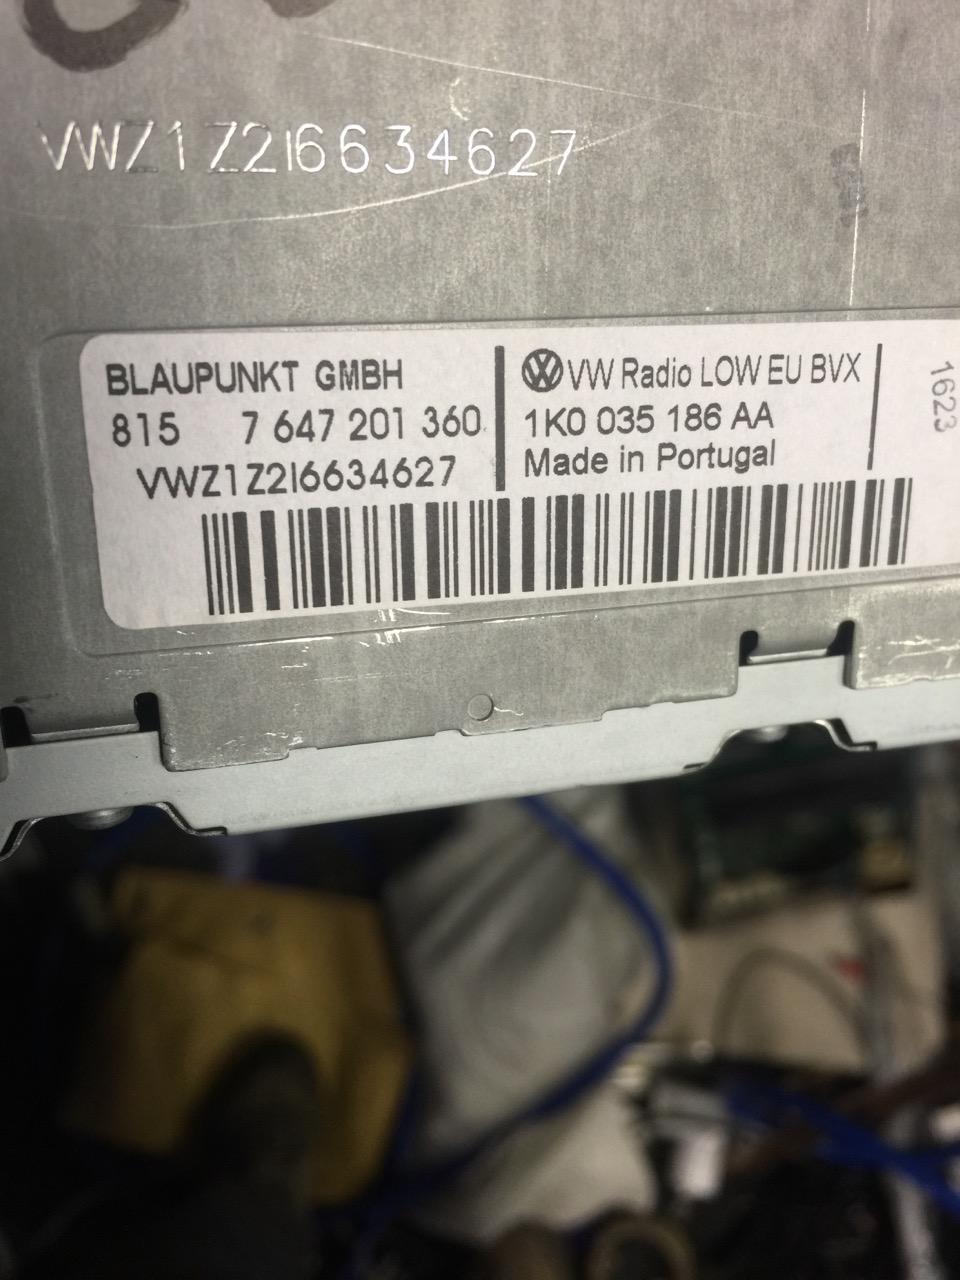 VWZ1Z2I6634627
BLAUPUNKT GMBH
815 7 647 201 360
VWZ1Z2I6634627
VW Radio LOW EU BVX
1K0 035 186 AA
Made in Portugal
1623